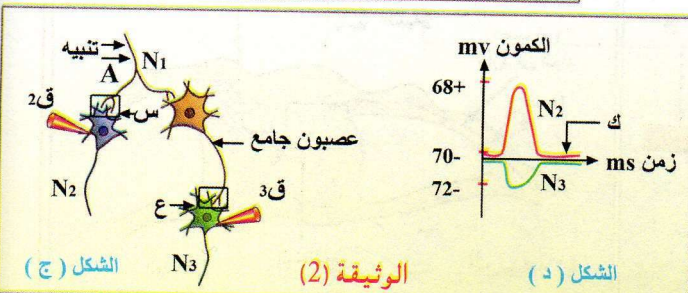 تنبيه
N1
A
ق2
س
عصبون جامع
N2
ق3
ع
N3
الشكل ( ج )
الكمون mv
68+
N2
ك
70-
زمن ms
72-
N3
الشكل ( د )
الوثيقة (2)